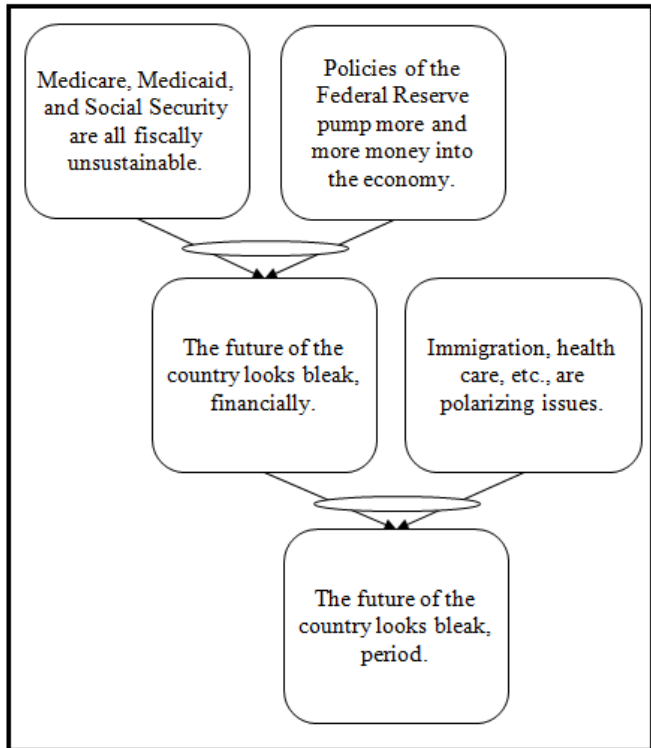 Medicare, Medicaid,
and Social Security
are all fiscally
unsustainable.
Policies of the
Federal Reserve
pump more and
more money into
the economy.
The future of the
country looks bleak,
financially.
Immigration, health
care, etc., are
polarizing issues.
The future of the
country looks bleak,
period.